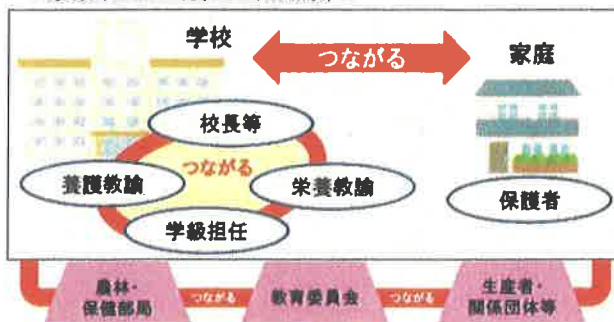 学校
つながる
家庭
校長等
つながる
養護教諭
栄養教諭
学級担任
保護者
農林・
保健部局
つながる
教育委員会
つながる
生産者・
関係団体等